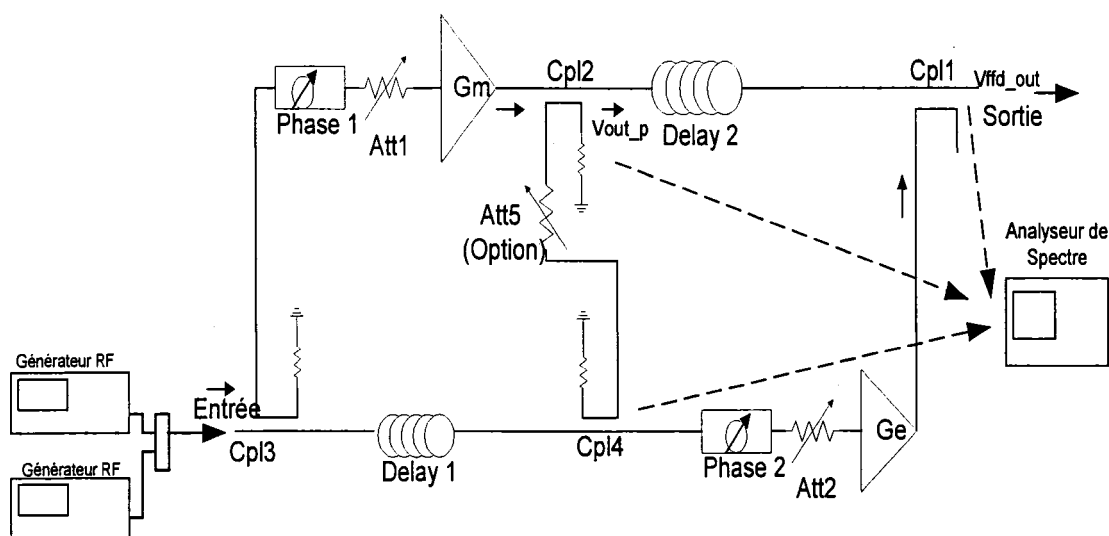 Cpl2
Cpl1
Vffd_out
Gm
Phase 1
Att1
Vout_p
Delay 2
Sortie
Att5
(Option)
Analyseur de
Spectre
Générateur RF
Entrée
Cpl3
Delay 1
Cpl4
Phase 2
Att2
Ge
Générateur RF